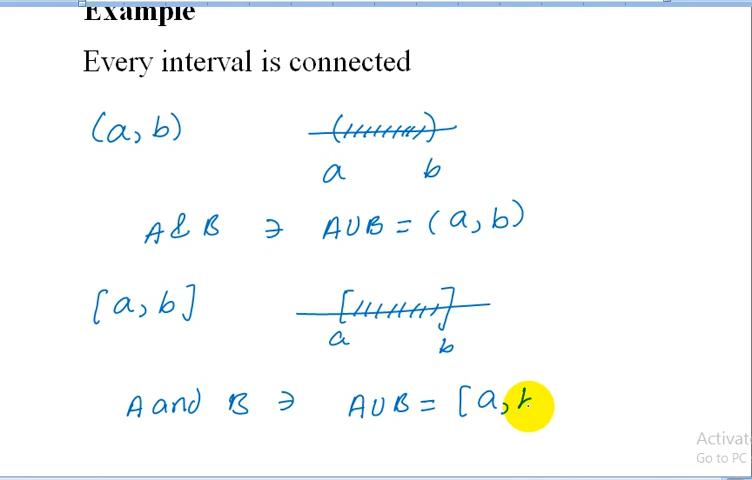 Example
Every interval is connected
(a, b)
a b
A & B ∋ A∪B = (a, b)
[a, b]
a b
A and B ∋ A∪B = [a,
Activat
Go to PC